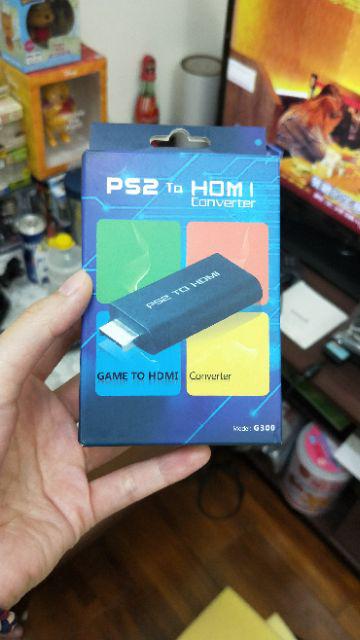 PS2 To HDMI
Converter
PS2 TO HDMI
GAME TO HDMI Converter
Model: G300